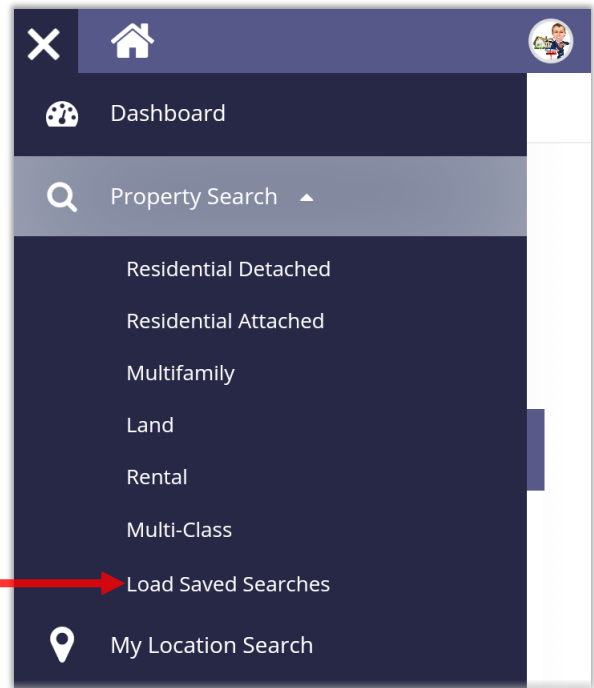 Dashboard
Property Search
Residential Detached
Residential Attached
Multifamily
Land
Rental
Multi-Class
Load Saved Searches
My Location Search